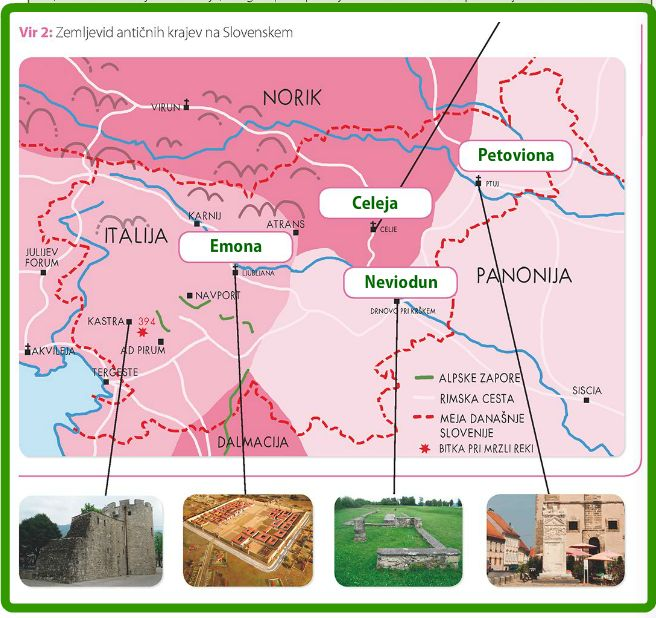 Vir 2: Zemljevid antičnih krajev na Slovenskem
NORIK
VIRUN
Petoviona
PTUJ
Celeja
CELJE
KARNIJ
ATRANS
ITALIJA
Emona
LJUBLJANA
JULIJEV
FORUM
Neviodun
DRNOVO PRI KRŠKEM
PANONIJA
NAVPORT
KASTRA
394
AD PIRUM
AKVILEJA
TERGESTE
ALPSKE ZAPORE
RIMSKA CESTA
MEJA DANAŠNJE
SLOVENIJE
BITKA PRI MRZLI REKI
SISCIA
DALMACIJA